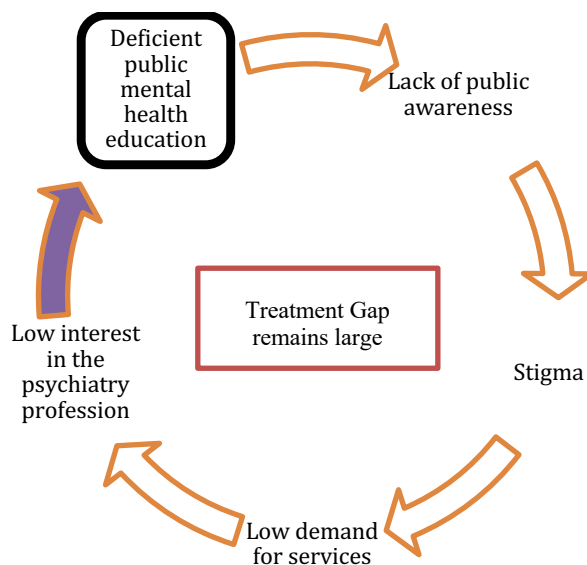 Deficient
public
mental
health
education
Lack of public
awareness
Stigma
Low demand
for services
Low interest
in the
psychiatry
profession
Treatment Gap
remains large